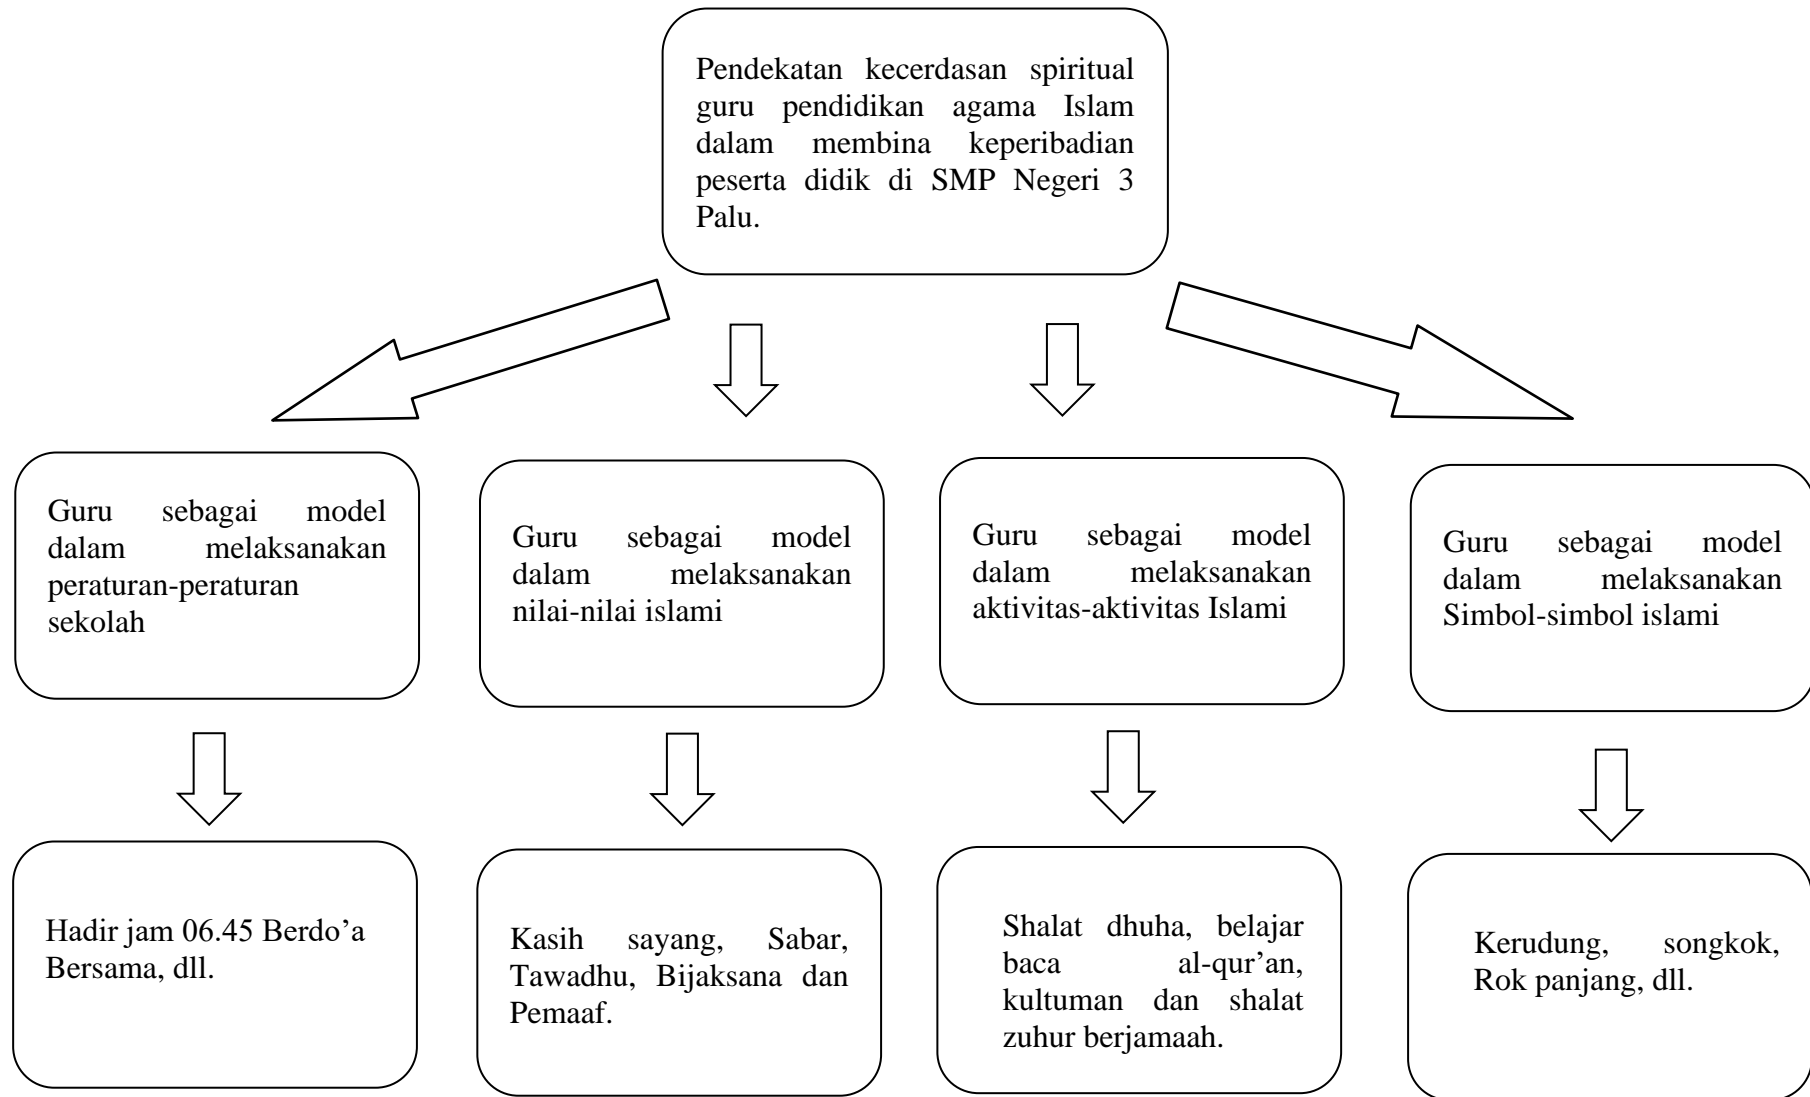 Pendekatan kecerdasan spiritual
guru pendidikan agama Islam
dalam membina keperibadian
peserta didik di SMP Negeri 3
Palu.
Guru sebagai model
dalam melaksanakan
peraturan-peraturan
sekolah
Guru sebagai model
dalam melaksanakan
nilai-nilai islami
Guru sebagai model
dalam melaksanakan
aktivitas-aktivitas Islami
Guru sebagai model
dalam melaksanakan
Simbol-simbol islami
Hadir jam 06.45 Berdo’a
Bersama, dll.
Kasih sayang, Sabar,
Tawadhu, Bijaksana dan
Pemaaf.
Shalat dhuha, belajar
baca al-qur’an,
kultuman dan shalat
zuhur berjamaah.
Kerudung, songkok,
Rok panjang, dll.